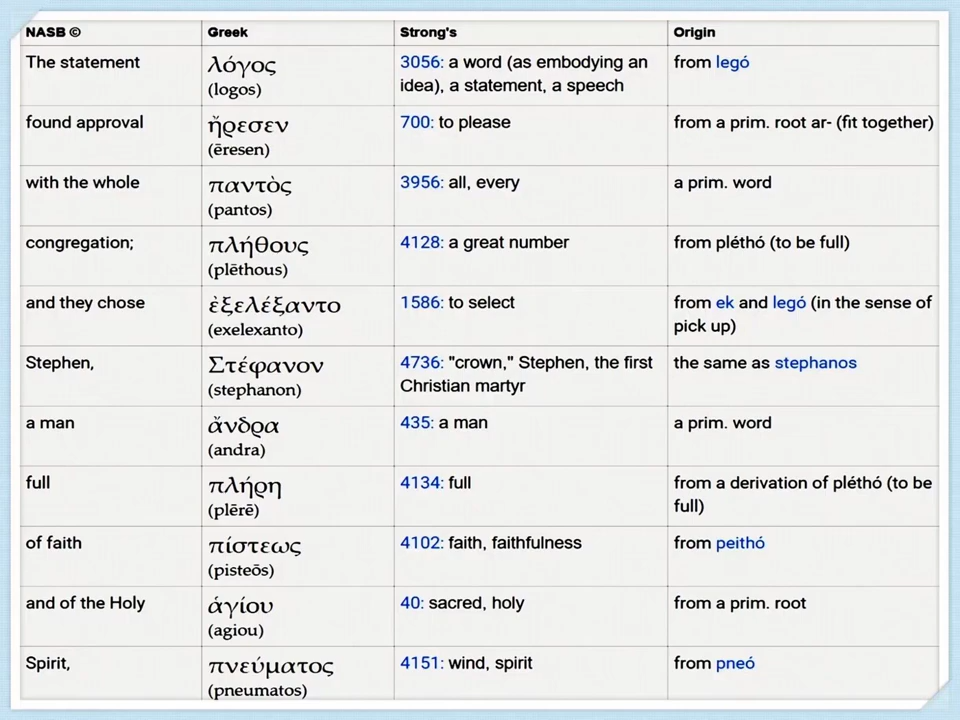 NASB © Greek Strong's Origin
The statement λόγος 3056: a word (as embodying an from legó
(logos) idea), a statement, a speech
found approval ἤρεσεν 700: to please from a prim. root ar- (fit together)
(ēresen)
with the whole παντὸς 3956: all, every a prim. word
(pantos)
congregation; πλήθους 4128: a great number from pléthó (to be full)
(plēthous)
and they chose ἐξελέξαντο 1586: to select from ek and legó (in the sense of
(exelexanto) pick up)
Stephen, Στέφανον 4736: "crown," Stephen, the first the same as stephanos
(stephanon) Christian martyr
a man ἄνδρα 435: a man a prim. word
(andra)
full πλήρη 4134: full from a derivation of pléthó (to be
(plērē) full)
of faith πίστεως 4102: faith, faithfulness from peithó
(pisteōs)
and of the Holy ἁγίου 40: sacred, holy from a prim. root
(agiou)
Spirit, πνεύματος 4151: wind, spirit from pneó
(pneumatos)